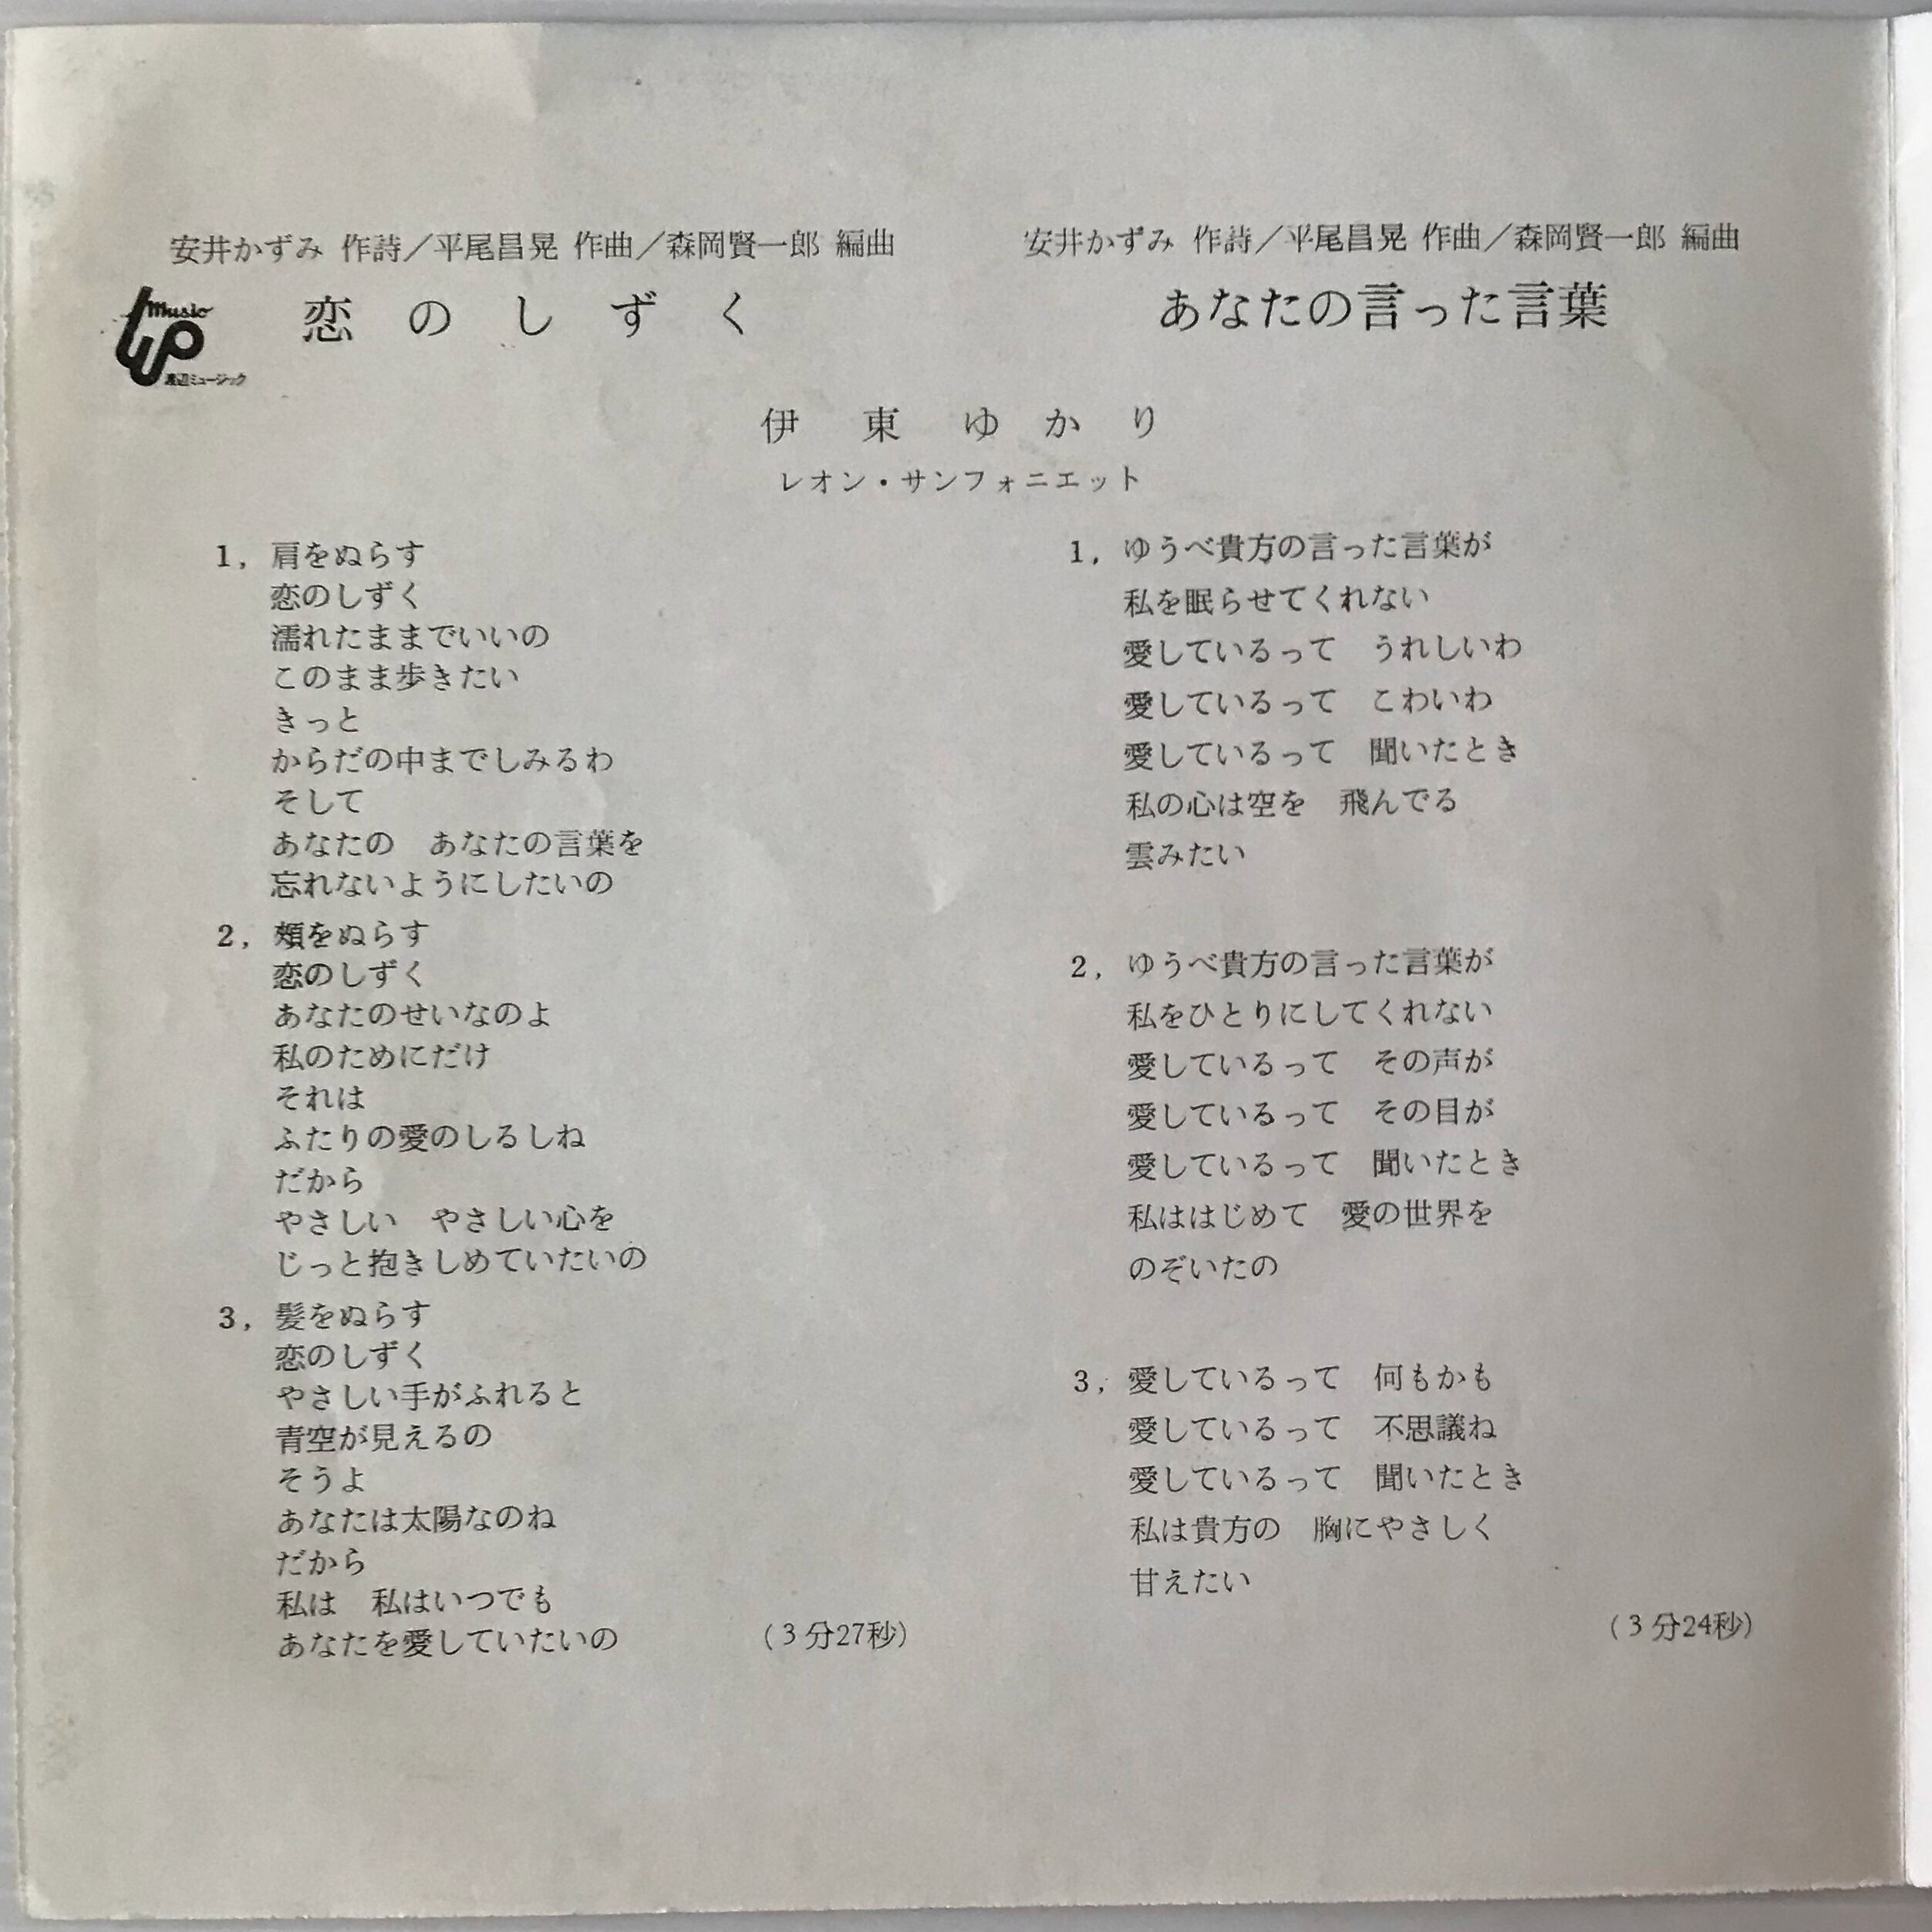 安井かずみ 作詩／平尾昌晃 作曲／森岡賢一郎 編曲
恋のしずく
Music
渡辺ミュージック
安井かずみ 作詩／平尾昌晃 作曲／森岡賢一郎 編曲
あなたの言った言葉
伊東ゆかり
レオン・サンフォニエット
1, 肩をぬらす
恋のしずく
濡れたままでいいの
このまま歩きたい
きっと
からだの中までしみるわ
そして
あなたの　あなたの言葉を
忘れないようにしたいの
2, 頬をぬらす
恋のしずく
あなたのせいなのよ
私のためにだけ
それは
ふたりの愛のしるしね
だから
やさしい　やさしい心を
じっと抱きしめていたいの
3, 髪をぬらす
恋のしずく
やさしい手がふれると
青空が見えるの
そうよ
あなたは太陽なのね
だから
私は　私はいつでも
あなたを愛していたいの
(3分27秒)
1, ゆうべ貴方の言った言葉が
私を眠らせてくれない
愛しているって　うれしいわ
愛しているって　こわいわ
愛しているって　聞いたとき
私の心は空を　飛んでる
雲みたい
2, ゆうべ貴方の言った言葉が
私をひとりにしてくれない
愛しているって　その声が
愛しているって　その目が
愛しているって　聞いたとき
私ははじめて　愛の世界を
のぞいたの
3, 愛しているって　何もかも
愛しているって　不思議ね
愛しているって　聞いたとき
私は貴方の　胸にやさしく
甘えたい
(3分24秒)